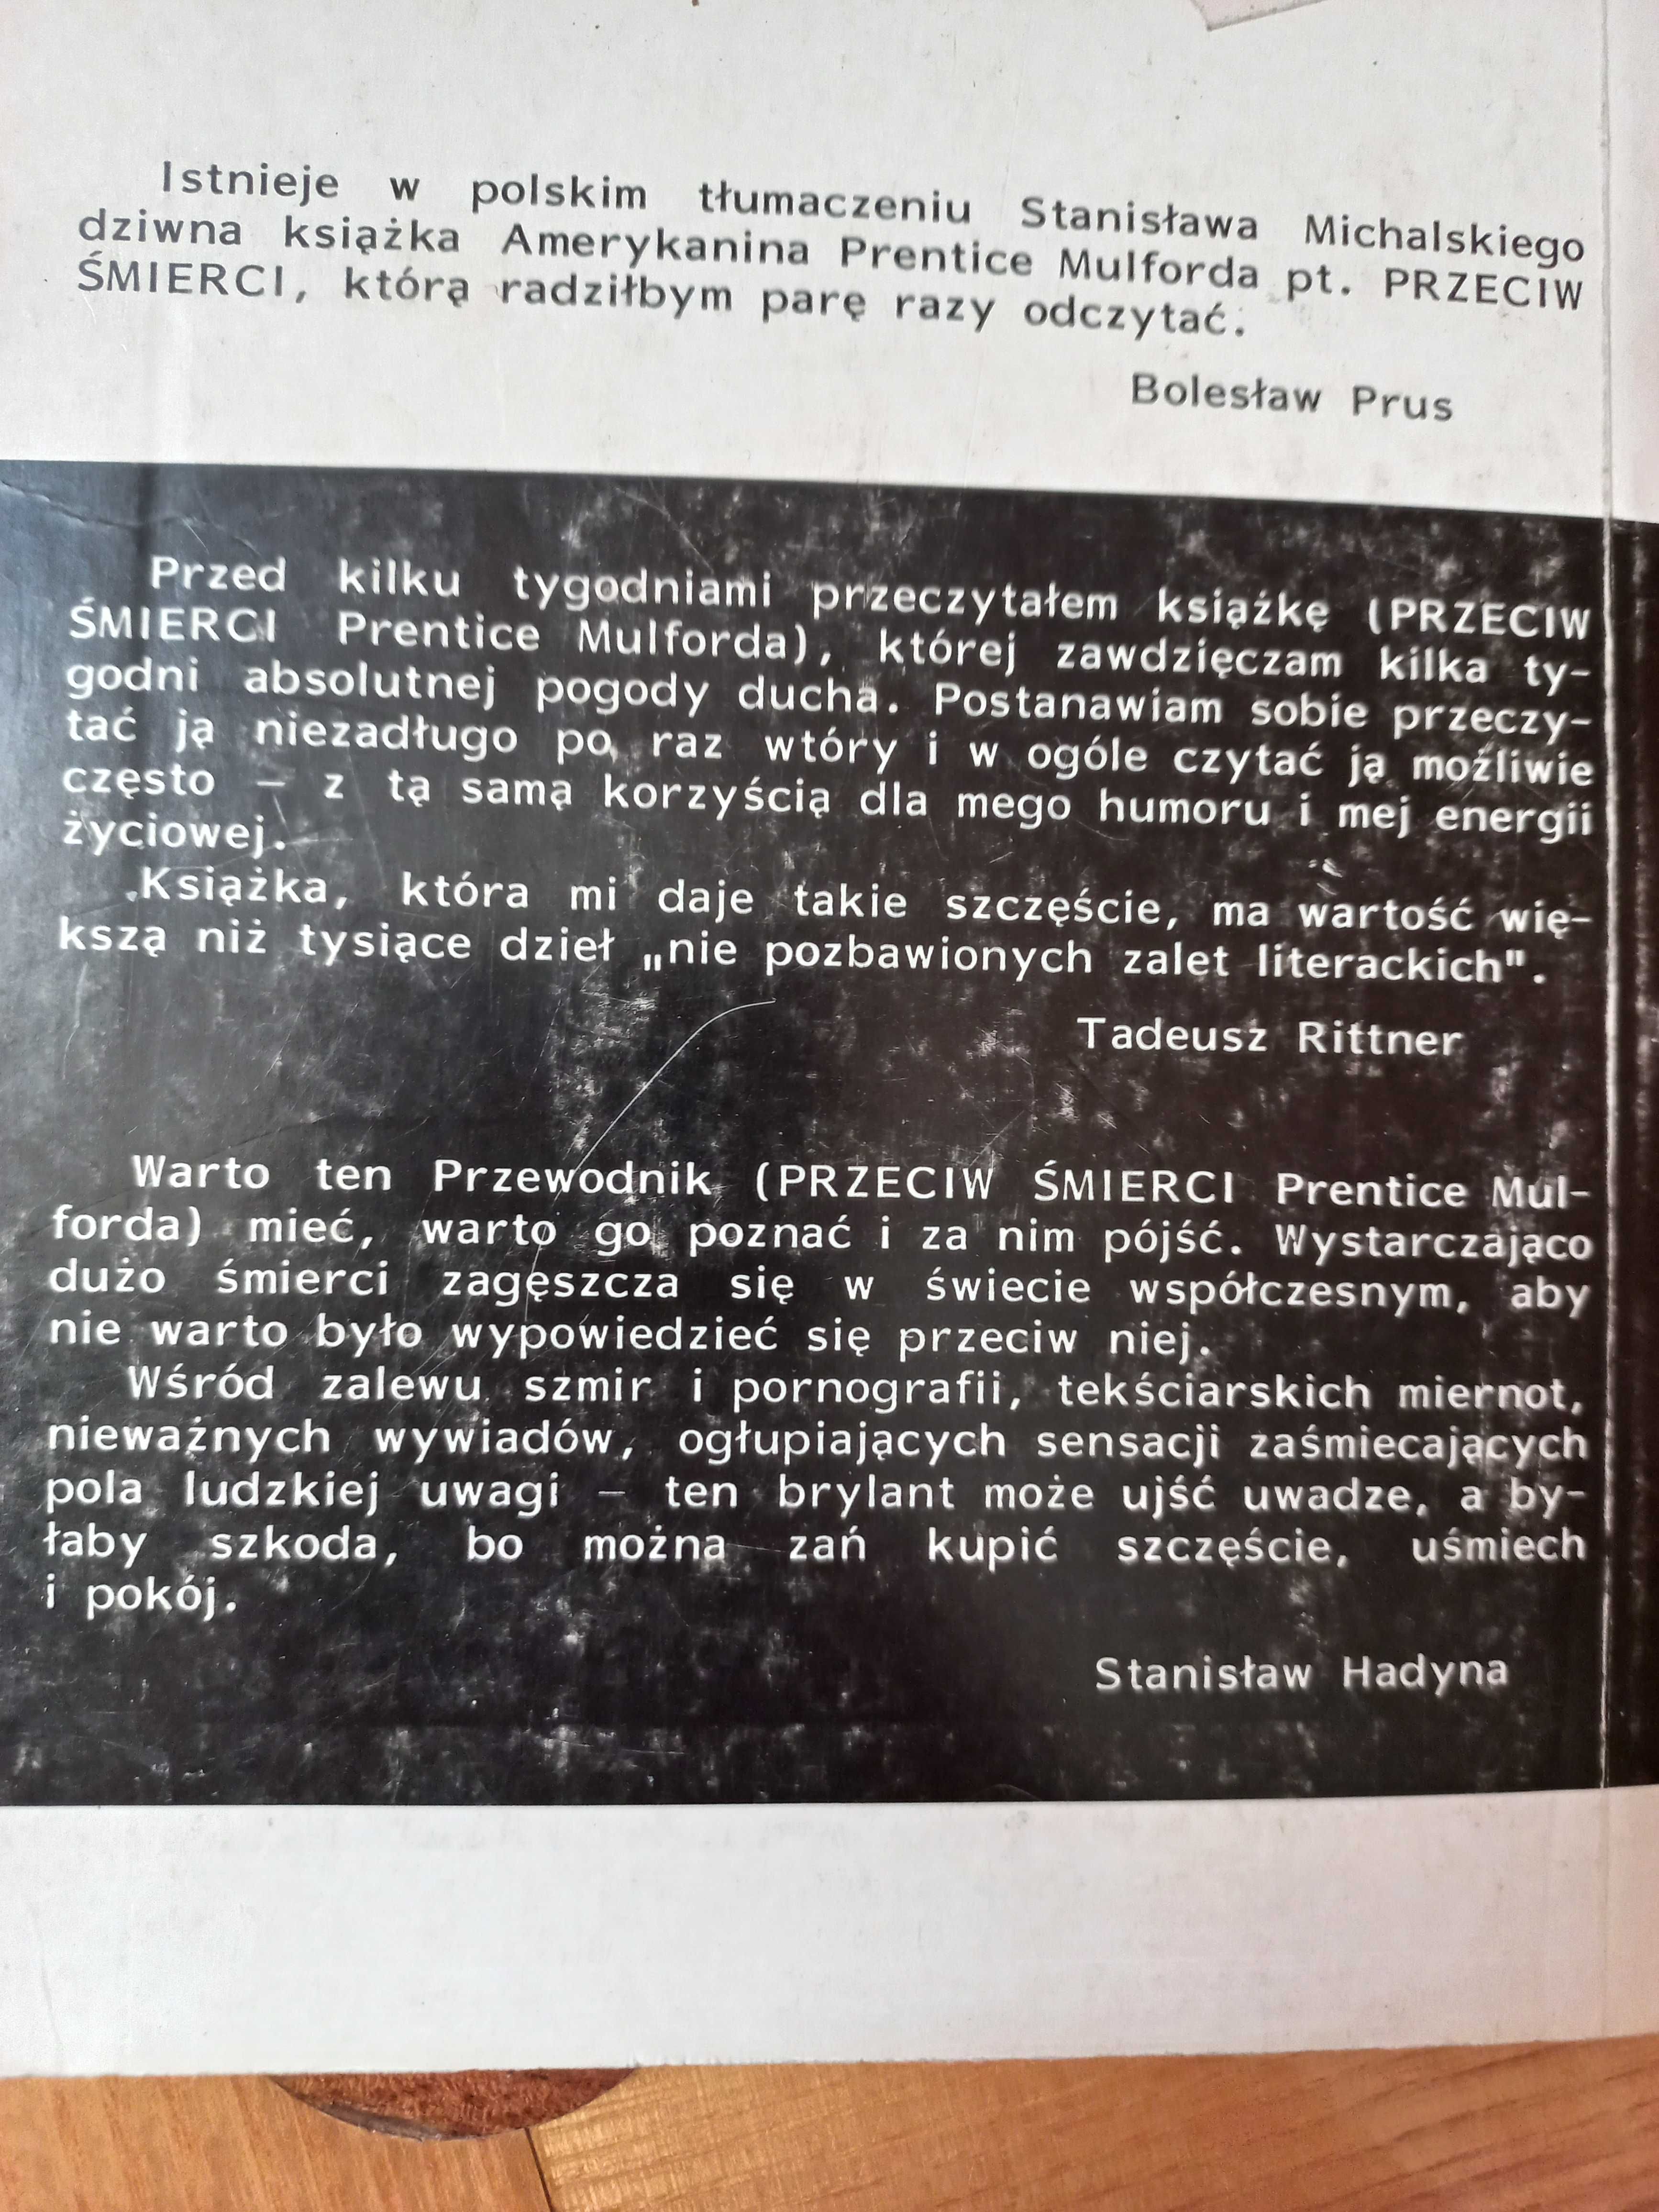 Istnieje w polskim tłumaczeniu Stanisława Michalskiego
dziwna książka Amerykanina Prentice Mulforda pt. PRZECIW
ŚMIERCI, którą radziłbym parę razy odczytać.
Bolesław Prus
Przed kilku tygodniami przeczytałem książkę (PRZECIW
ŚMIERCI Prentice Mulforda), której zawdzięczam kilka ty-
godni absolutnej pogody ducha. Postanawiam sobie przeczy-
tać ją niezadługo po raz wtóry i w ogóle czytać ją możliwie
często – z tą samą korzyścią dla mego humoru i mej energii
życiowej.
Książka, która mi daje takie szczęście, ma wartość wię-
kszą niż tysiące dzieł „nie pozbawionych zalet literackich".
Tadeusz Rittner
Warto ten Przewodnik (PRZECIW ŚMIERCI Prentice Mul-
forda) mieć, warto go poznać i za nim pójść. Wystarczająco
dużo śmierci zagęszcza się w świecie współczesnym, aby
nie warto było wypowiedzieć się przeciw niej.
Wśród zalewu szmir i pornografii, tekściarskich miernot,
nieważnych wywiadów, ogłupiających sensacji zaśmiecających
pola ludzkiej uwagi – ten brylant może ujść uwadze, a by-
łaby szkoda, bo można zań kupić szczęście, uśmiech
i pokój.
Stanisław Hadyna